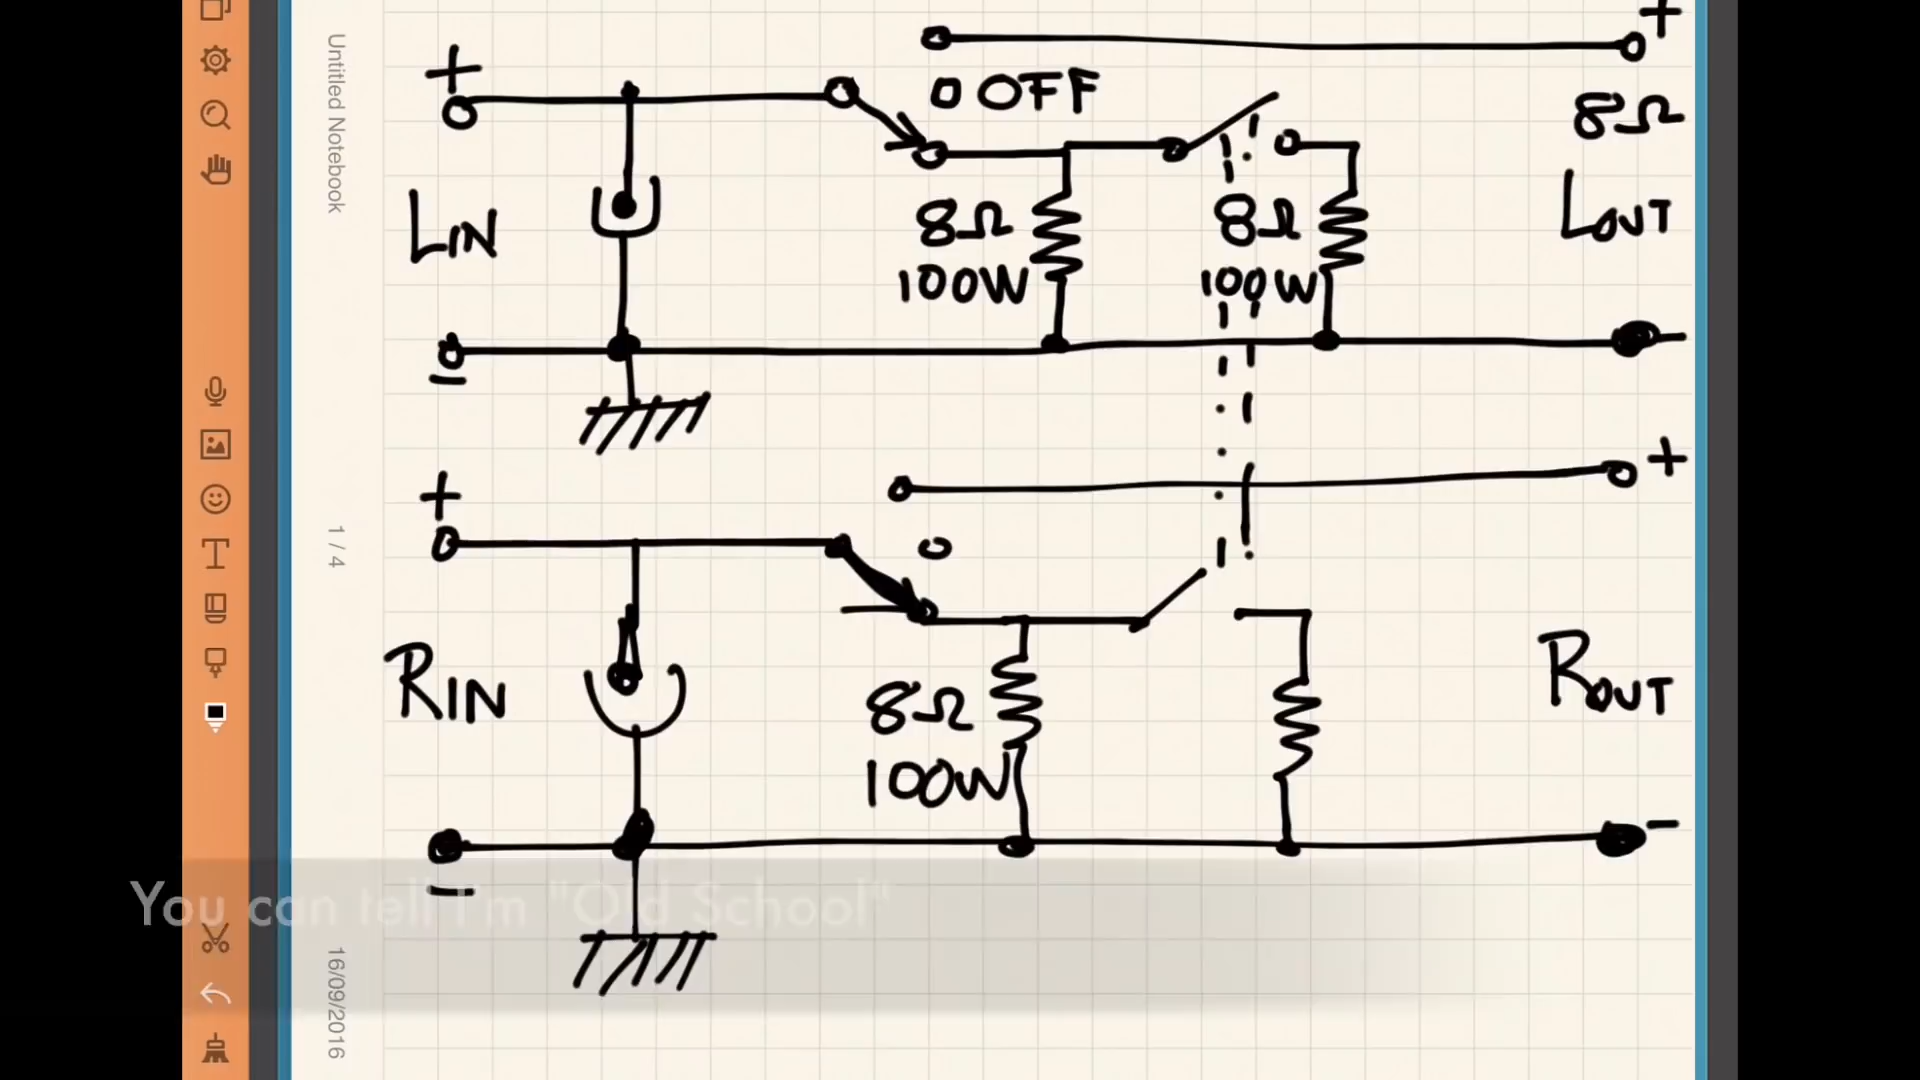 Untitled Notebook
1 / 4
16/09/2016
+
+
O OFF
8Ω
LIN
8Ω
100W
8Ω
100W
LOUT
−
−
+
+
RIN
8Ω
100W
ROUT
−
−
You can tell I'm "Old School"
T